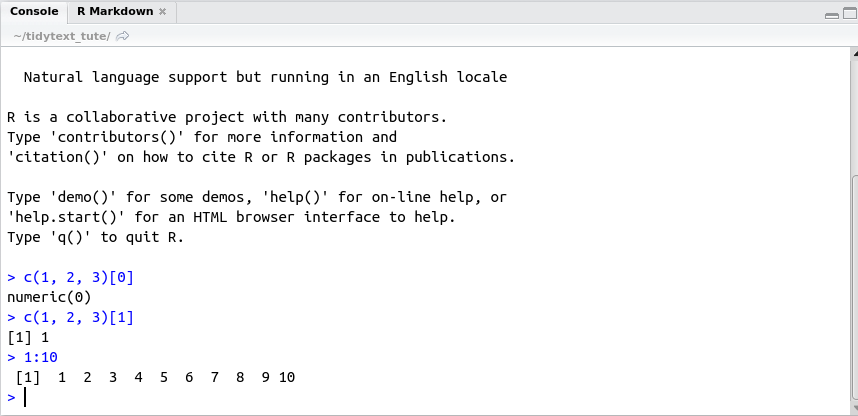 Console R Markdown ×
~/tidytext_tute/
  Natural language support but running in an English locale
R is a collaborative project with many contributors.
Type 'contributors()' for more information and
'citation()' on how to cite R or R packages in publications.
Type 'demo()' for some demos, 'help()' for on-line help, or
'help.start()' for an HTML browser interface to help.
Type 'q()' to quit R.
> c(1, 2, 3)[0]
numeric(0)
> c(1, 2, 3)[1]
[1] 1
> 1:10
 [1]  1  2  3  4  5  6  7  8  9 10
>